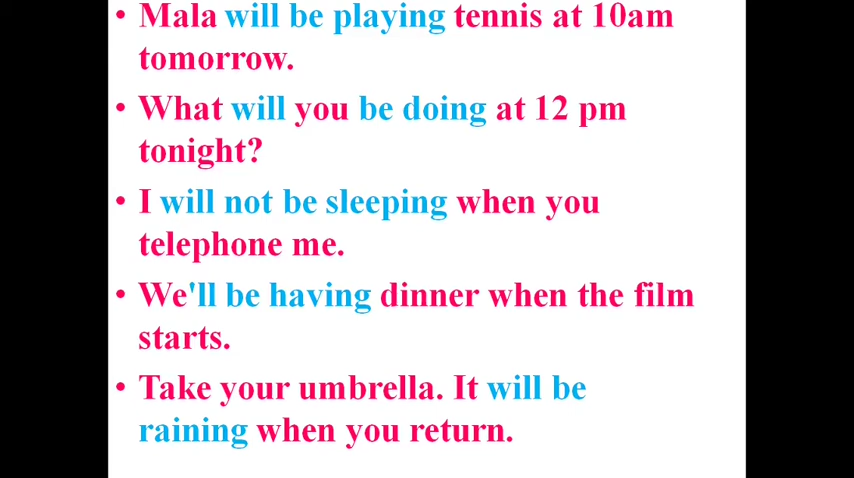 • Mala will be playing tennis at 10am
tomorrow.
• What will you be doing at 12 pm
tonight?
• I will not be sleeping when you
telephone me.
• We'll be having dinner when the film
starts.
• Take your umbrella. It will be
raining when you return.